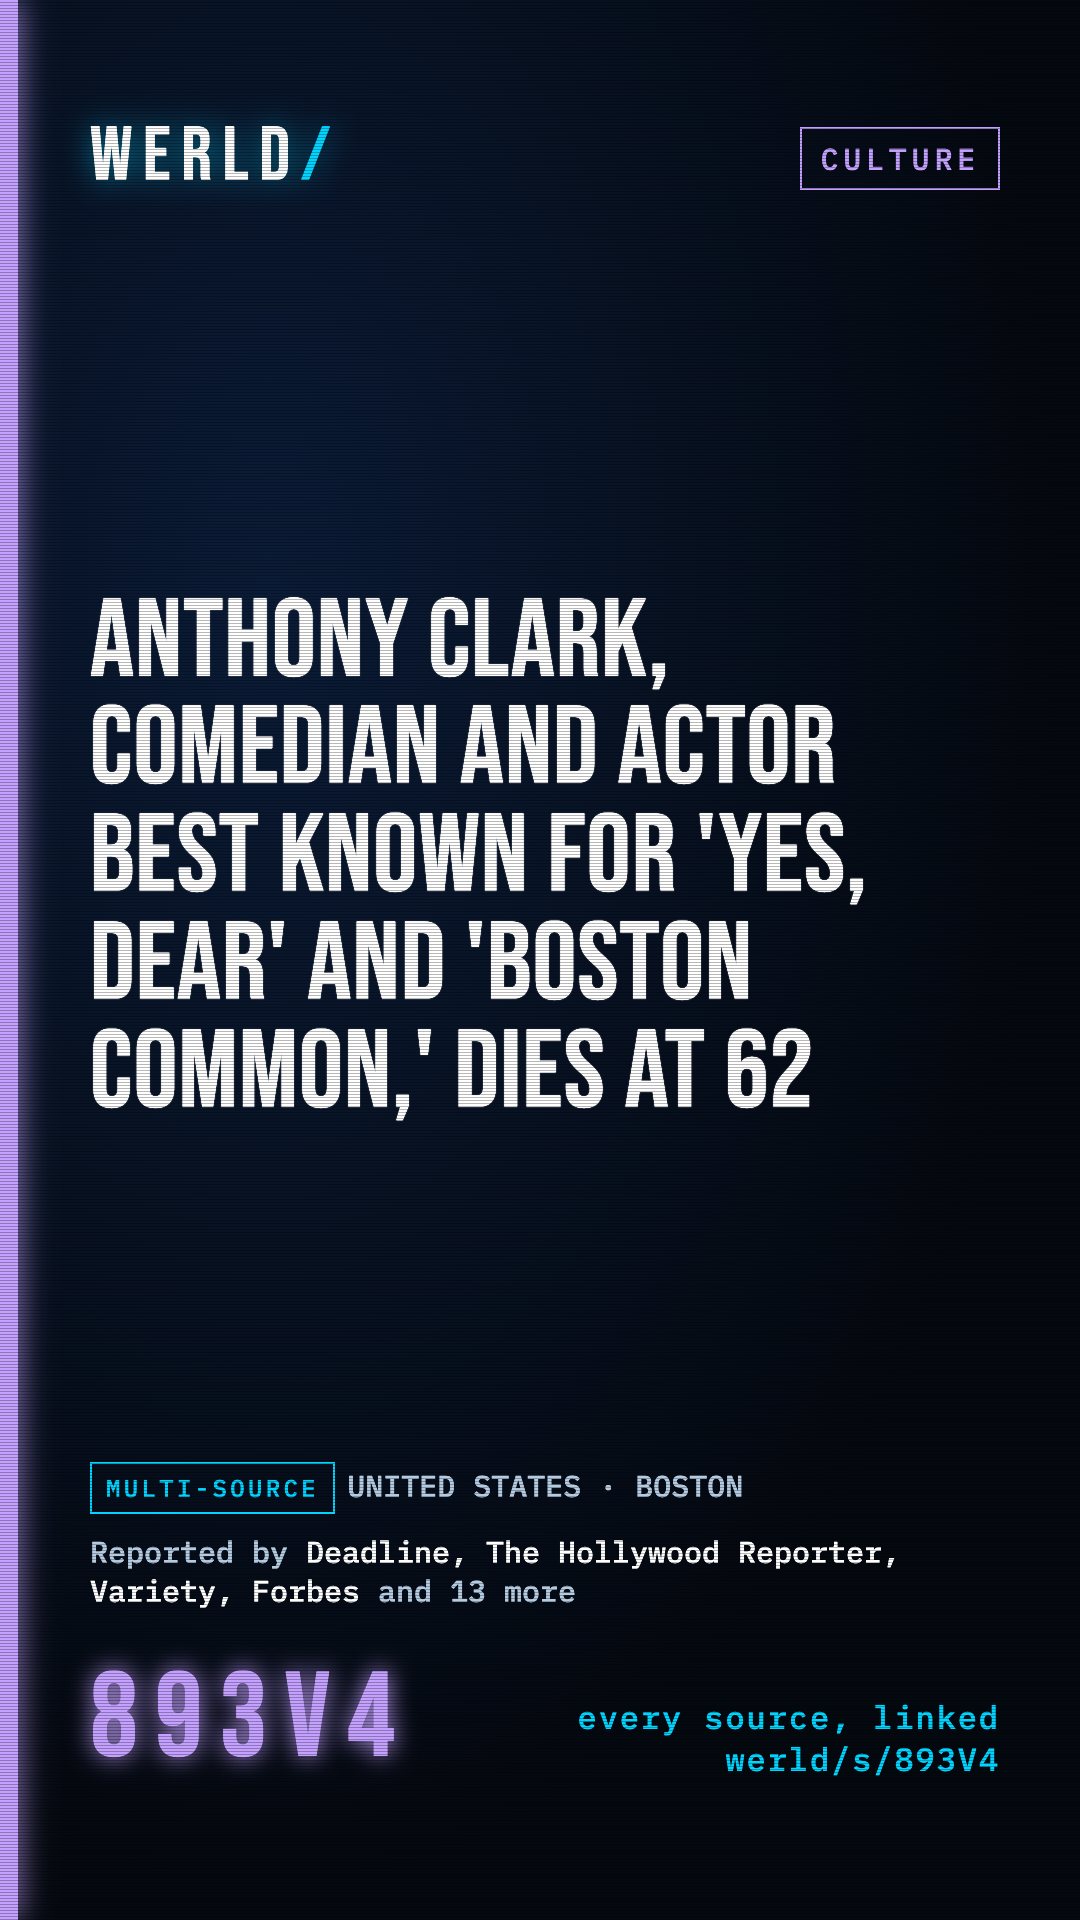 WERLD/
CULTURE
ANTHONY CLARK,
COMEDIAN AND ACTOR
BEST KNOWN FOR 'YES,
DEAR' AND 'BOSTON
COMMON,' DIES AT 62
MULTI-SOURCE UNITED STATES · BOSTON
Reported by Deadline, The Hollywood Reporter,
Variety, Forbes and 13 more
893V4
every source, linked
werld/s/893V4